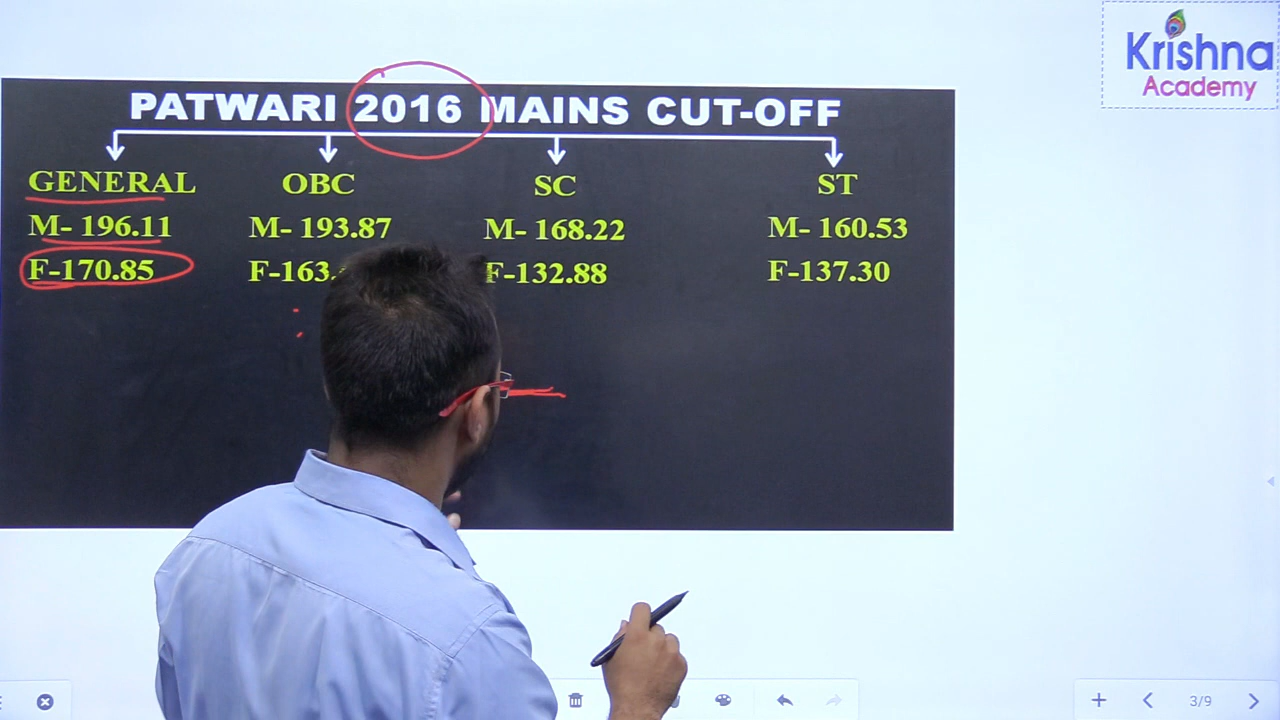 Krishna
Academy
PATWARI 2016 MAINS CUT-OFF
GENERAL OBC SC ST
M- 196.11 M- 193.87 M- 168.22 M- 160.53
F-170.85 F-132.88 F-137.30
3/9